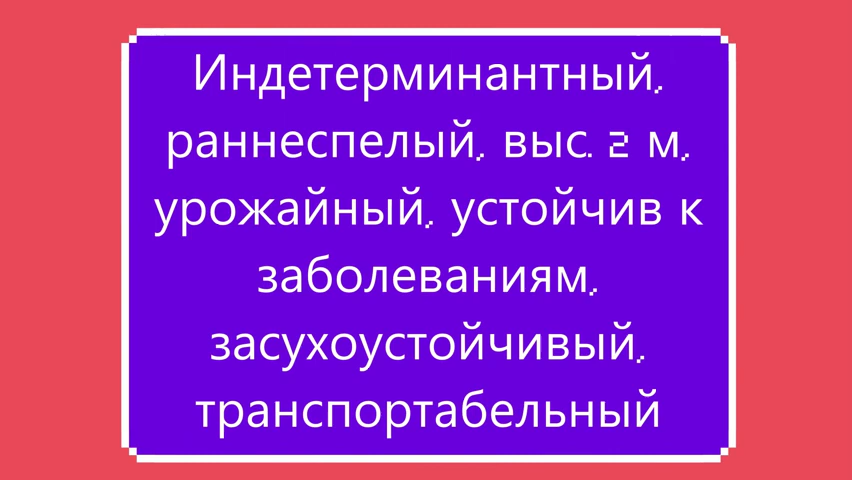 Индетерминантный,
раннеспелый, выс. 2 м,
урожайный, устойчив к
заболеваниям,
засухоустойчивый,
транспортабельный